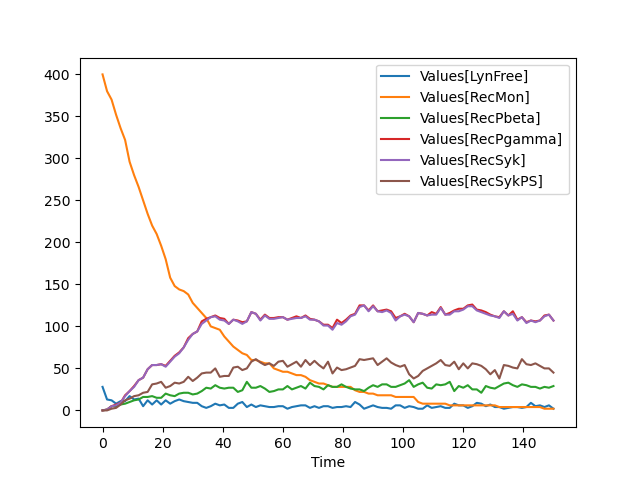 400
350
300
250
200
150
100
50
0
Values[LynFree]
Values[RecMon]
Values[RecPbeta]
Values[RecPgamma]
Values[RecSyk]
Values[RecSykPS]
0 20 40 60 80 100 120 140
Time